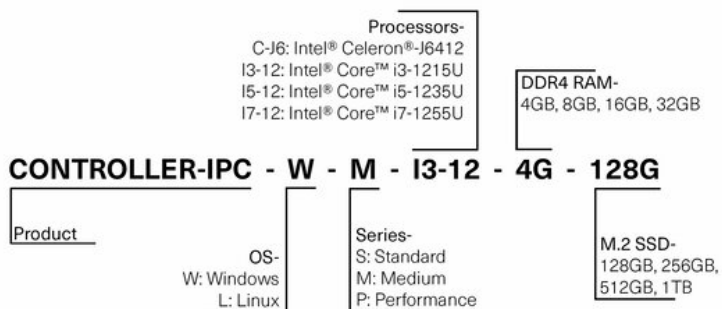 Processors-
C-J6: Intel® Celeron®-J6412
I3-12: Intel® Core™ i3-1215U
I5-12: Intel® Core™ i5-1235U
I7-12: Intel® Core™ i7-1255U
DDR4 RAM-
4GB, 8GB, 16GB, 32GB
CONTROLLER-IPC - W - M - I3-12 - 4G - 128G
Product
OS-
W: Windows
L: Linux
Series-
S: Standard
M: Medium
P: Performance
M.2 SSD-
128GB, 256GB,
512GB, 1TB